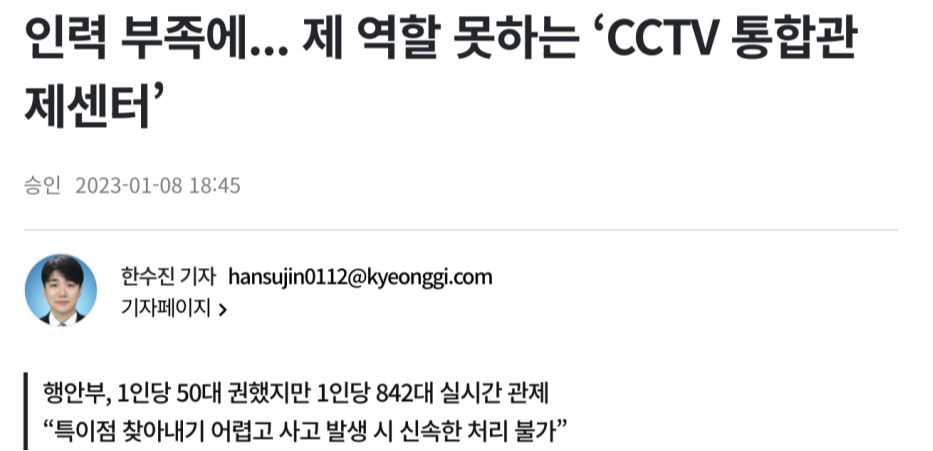 인력 부족에... 제 역할 못하는 ‘CCTV 통합관
제센터’
승인 2023-01-08 18:45
한수진 기자 hansujin0112@kyeonggi.com
기자페이지 >
행안부, 1인당 50대 권했지만 1인당 842대 실시간 관제
“특이점 찾아내기 어렵고 사고 발생 시 신속한 처리 불가”